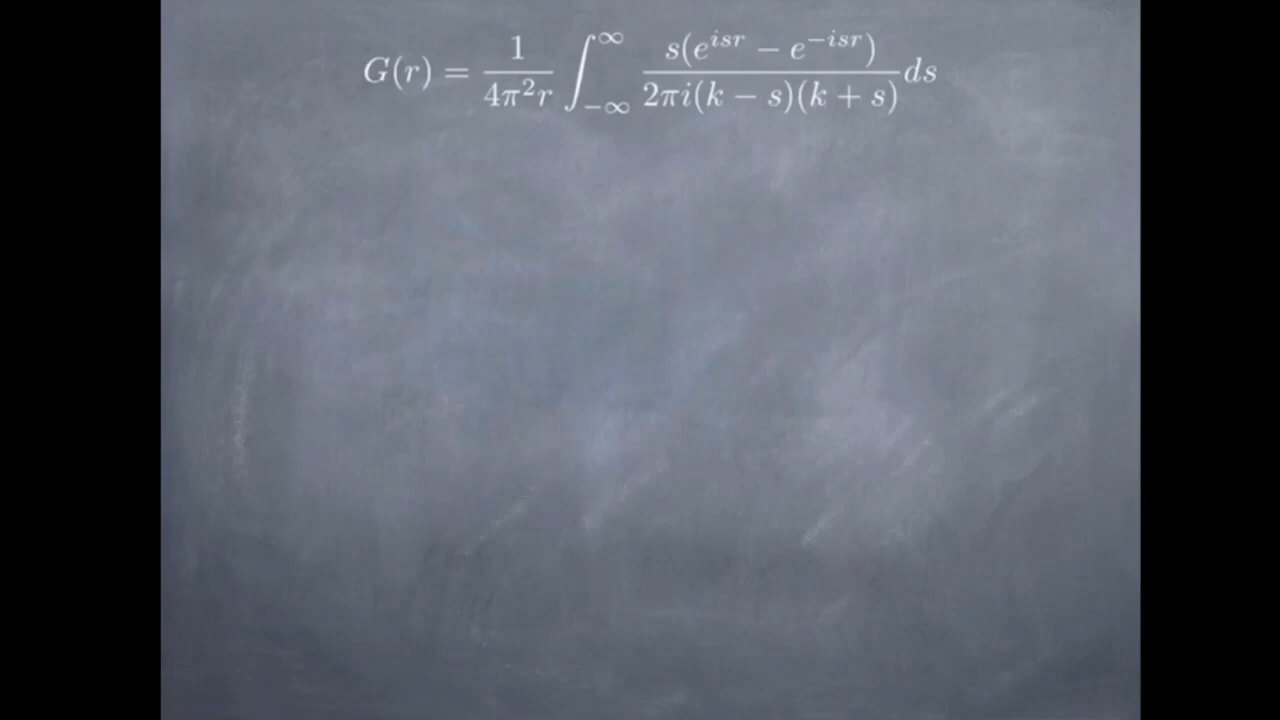 G(r) = \frac{1}{4\pi^2 r} \int_{-\infty}^{\infty} \frac{s(e^{isr} - e^{-isr})}{2\pi i(k - s)(k + s)} ds